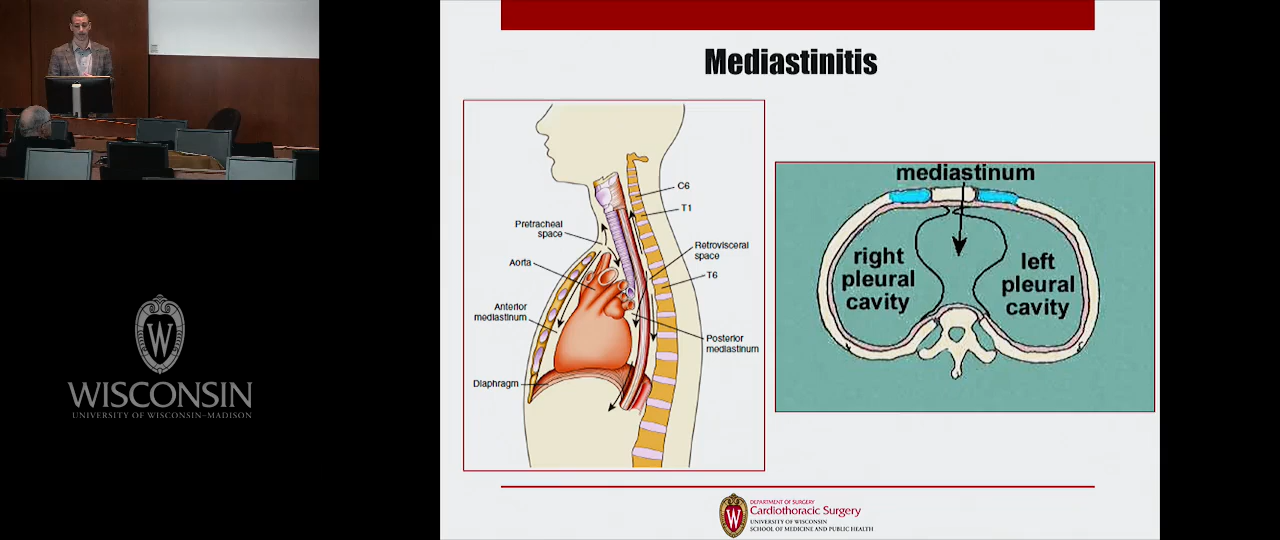 Mediastinitis
C6
T1
Pretracheal
space
Retrovisceral
space
Aorta
T6
Anterior
mediastinum
Posterior
mediastinum
Diaphragm
mediastinum
right
pleural
cavity
left
pleural
cavity
W
WISCONSIN
UNIVERSITY OF WISCONSIN–MADISON
W
DEPARTMENT OF SURGERY
Cardiothoracic Surgery
UNIVERSITY OF WISCONSIN
SCHOOL OF MEDICINE AND PUBLIC HEALTH